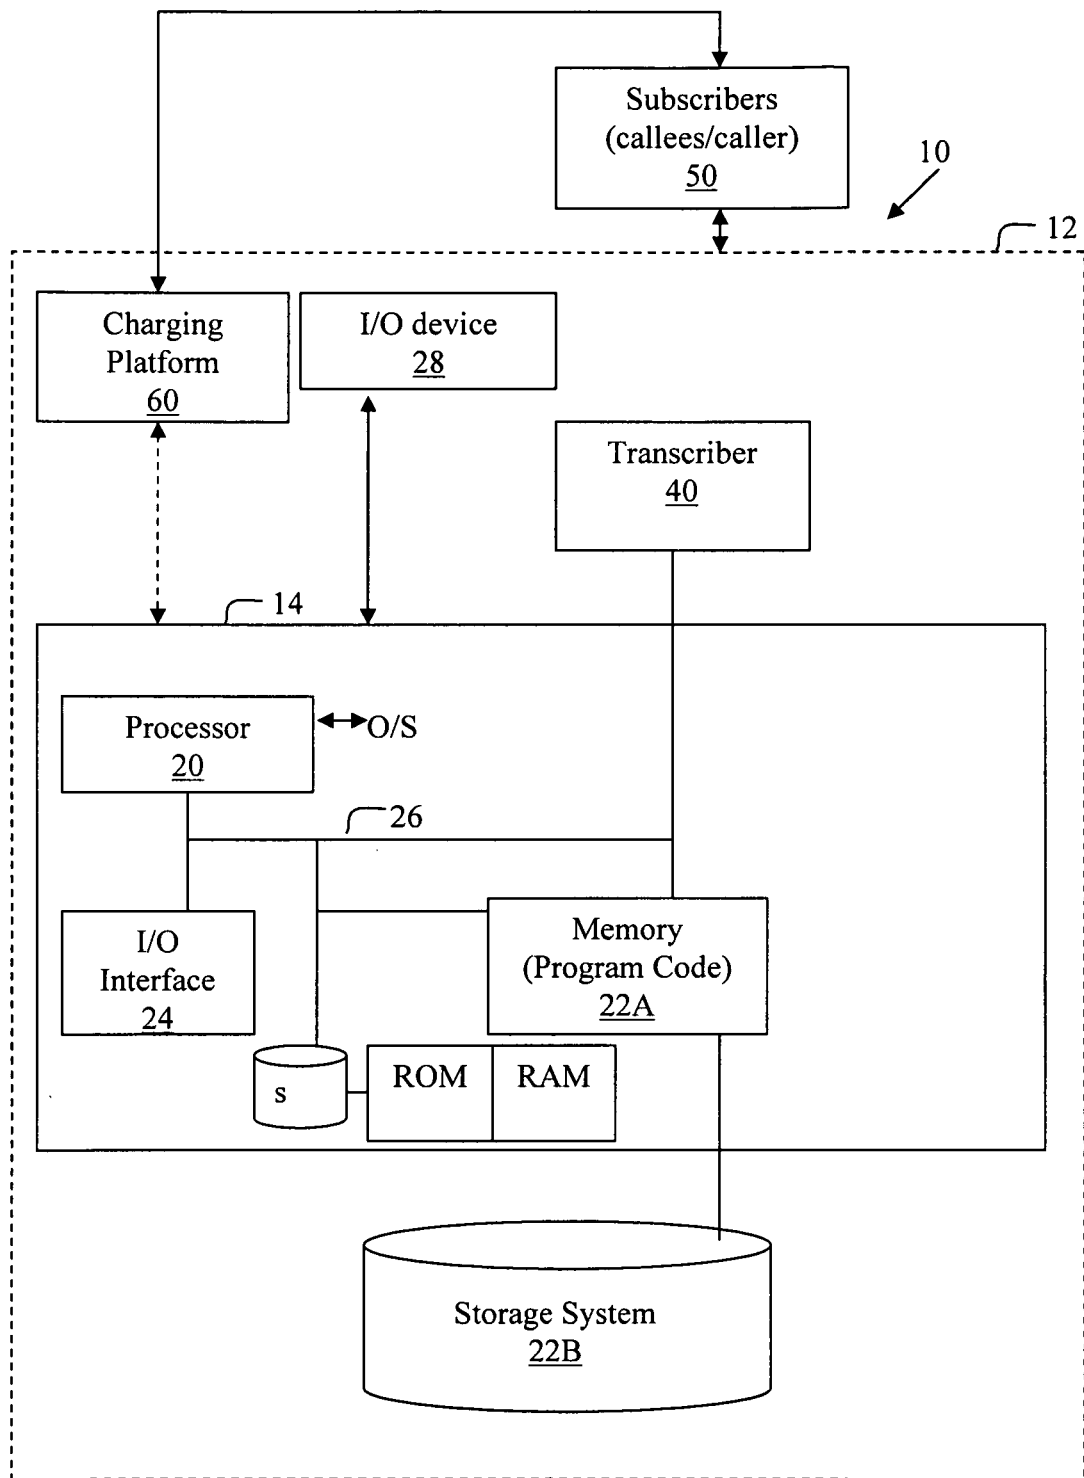 Subscribers
(callees/caller)
50
10
12
Charging
Platform
60
I/O device
28
Transcriber
40
14
Processor
20
O/S
26
I/O
Interface
24
Memory
(Program Code)
22A
s
ROM
RAM
Storage System
22B